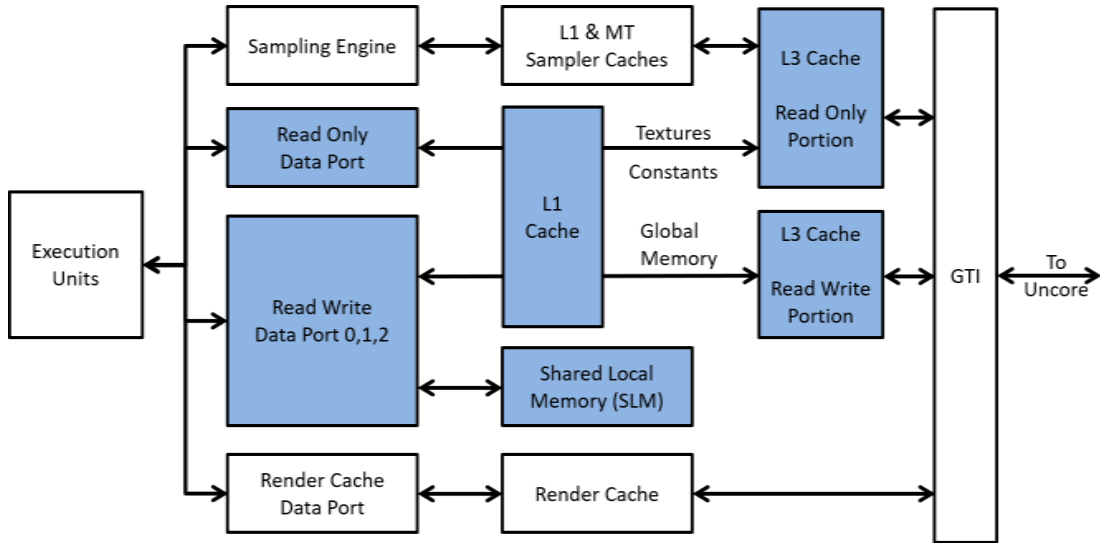 Sampling Engine
L1 & MT
Sampler Caches
L3 Cache
Read Only
Portion
Read Only
Data Port
Textures
Constants
L1
Cache
Execution
Units
Read Write
Data Port 0,1,2
Global
Memory
L3 Cache
Read Write
Portion
GTI
To
Uncore
Shared Local
Memory (SLM)
Render Cache
Data Port
Render Cache